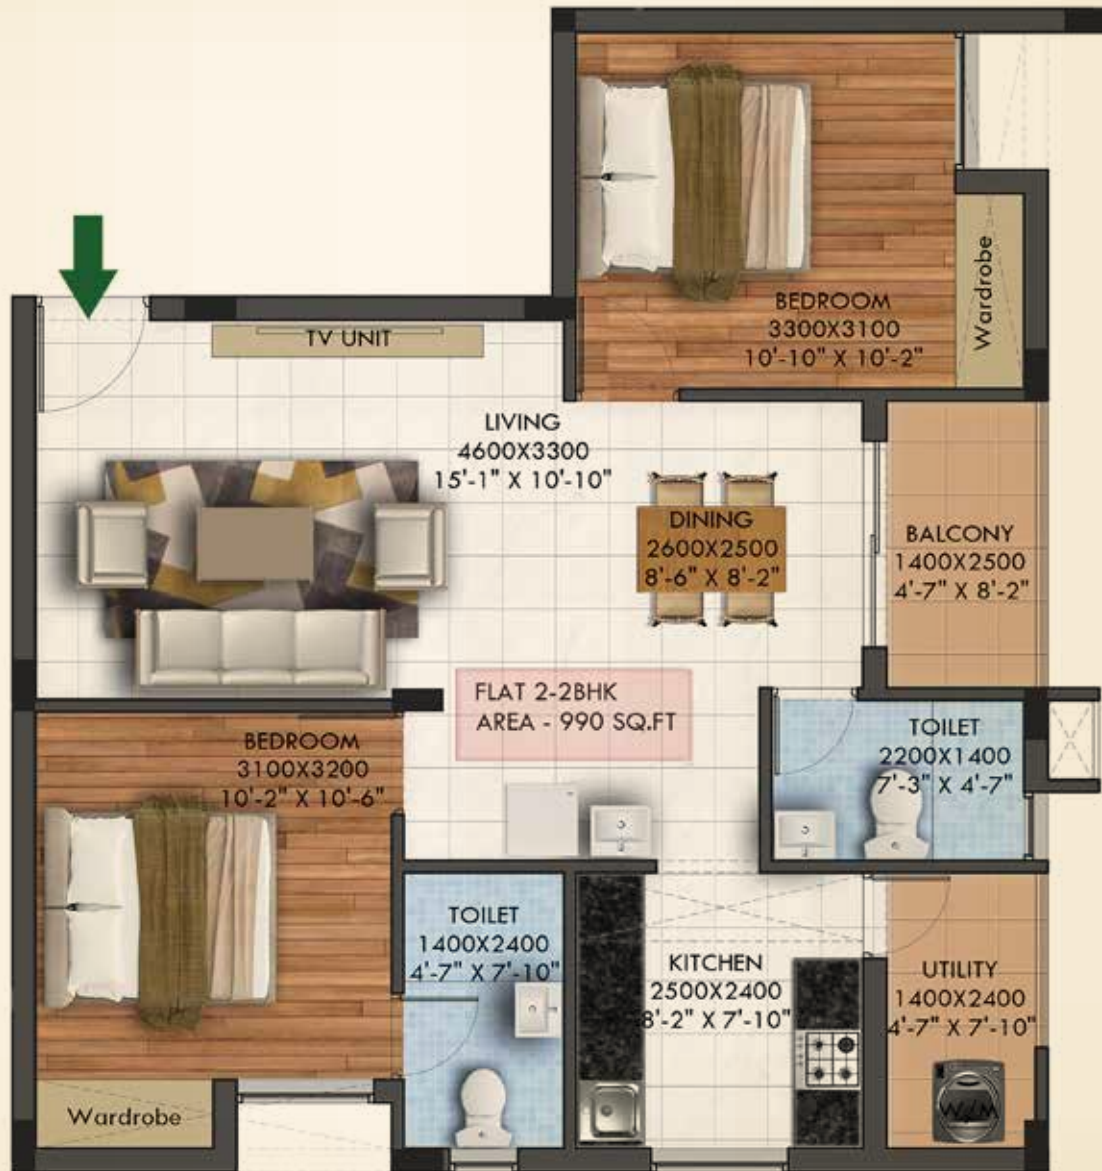 BEDROOM
3300X3100
10'-10" X 10'-2"
Wardrobe
TV UNIT
LIVING
4600X3300
15'-1" X 10'-10"
DINING
2600X2500
8'-6" X 8'-2"
BALCONY
1400X2500
4'-7" X 8'-2"
FLAT 2-2BHK
AREA - 990 SQ.FT
BEDROOM
3100X3200
10'-2" X 10'-6"
TOILET
2200X1400
7'-3" X 4'-7"
TOILET
1400X2400
4'-7" X 7'-10"
KITCHEN
2500X2400
8'-2" X 7'-10"
UTILITY
1400X2400
4'-7" X 7'-10"
W/M
Wardrobe